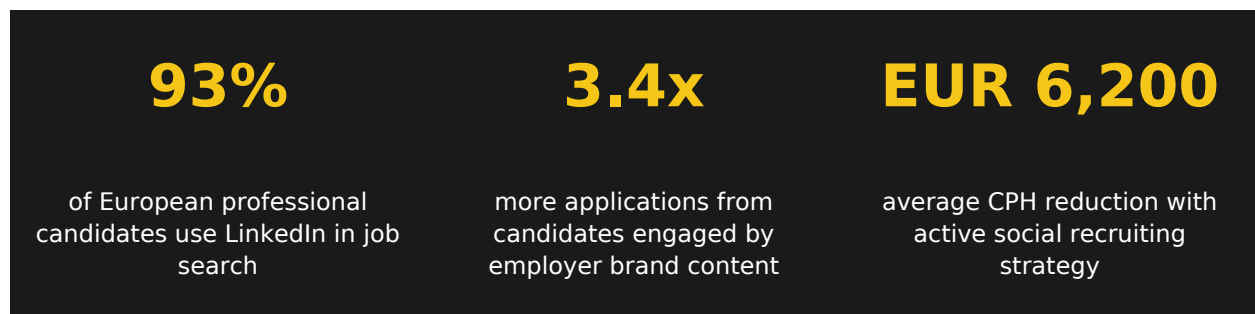 93%
of European professional
candidates use LinkedIn in job
search
3.4x
more applications from
candidates engaged by
employer brand content
EUR 6,200
average CPH reduction with
active social recruiting
strategy